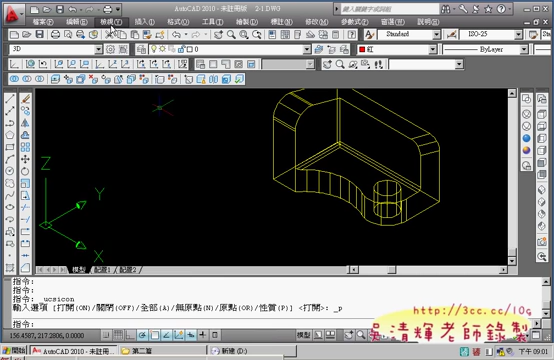 AutoCAD 2010 - 未註冊版 2-1.DWG
鍵入關鍵字或片語
檔案(F) 編輯(E) 檢視(V) 插入(I) 格式(O) 工具(T) 繪製(D) 標註(N) 修改(M) 參數式(P) 視窗(W) 說明(H)
Standard ISO-25
3D 0 紅 ByLayer
Z
Y
X
模型 配置1 配置2
指令:
指令:
指令: _ucsicon
輸入選項 [打開(ON)/關閉(OFF)/全部(A)/無原點(N)/原點(OR)/性質(P)] <打開>: _p
指令:
http://3cc.cc/10g
吳清輝老師錄製
156.4587, 217.2806, 0.0000
開始 AutoCAD 2010 - 未註冊... 第二篇 新億 (D:) 下午 09:01